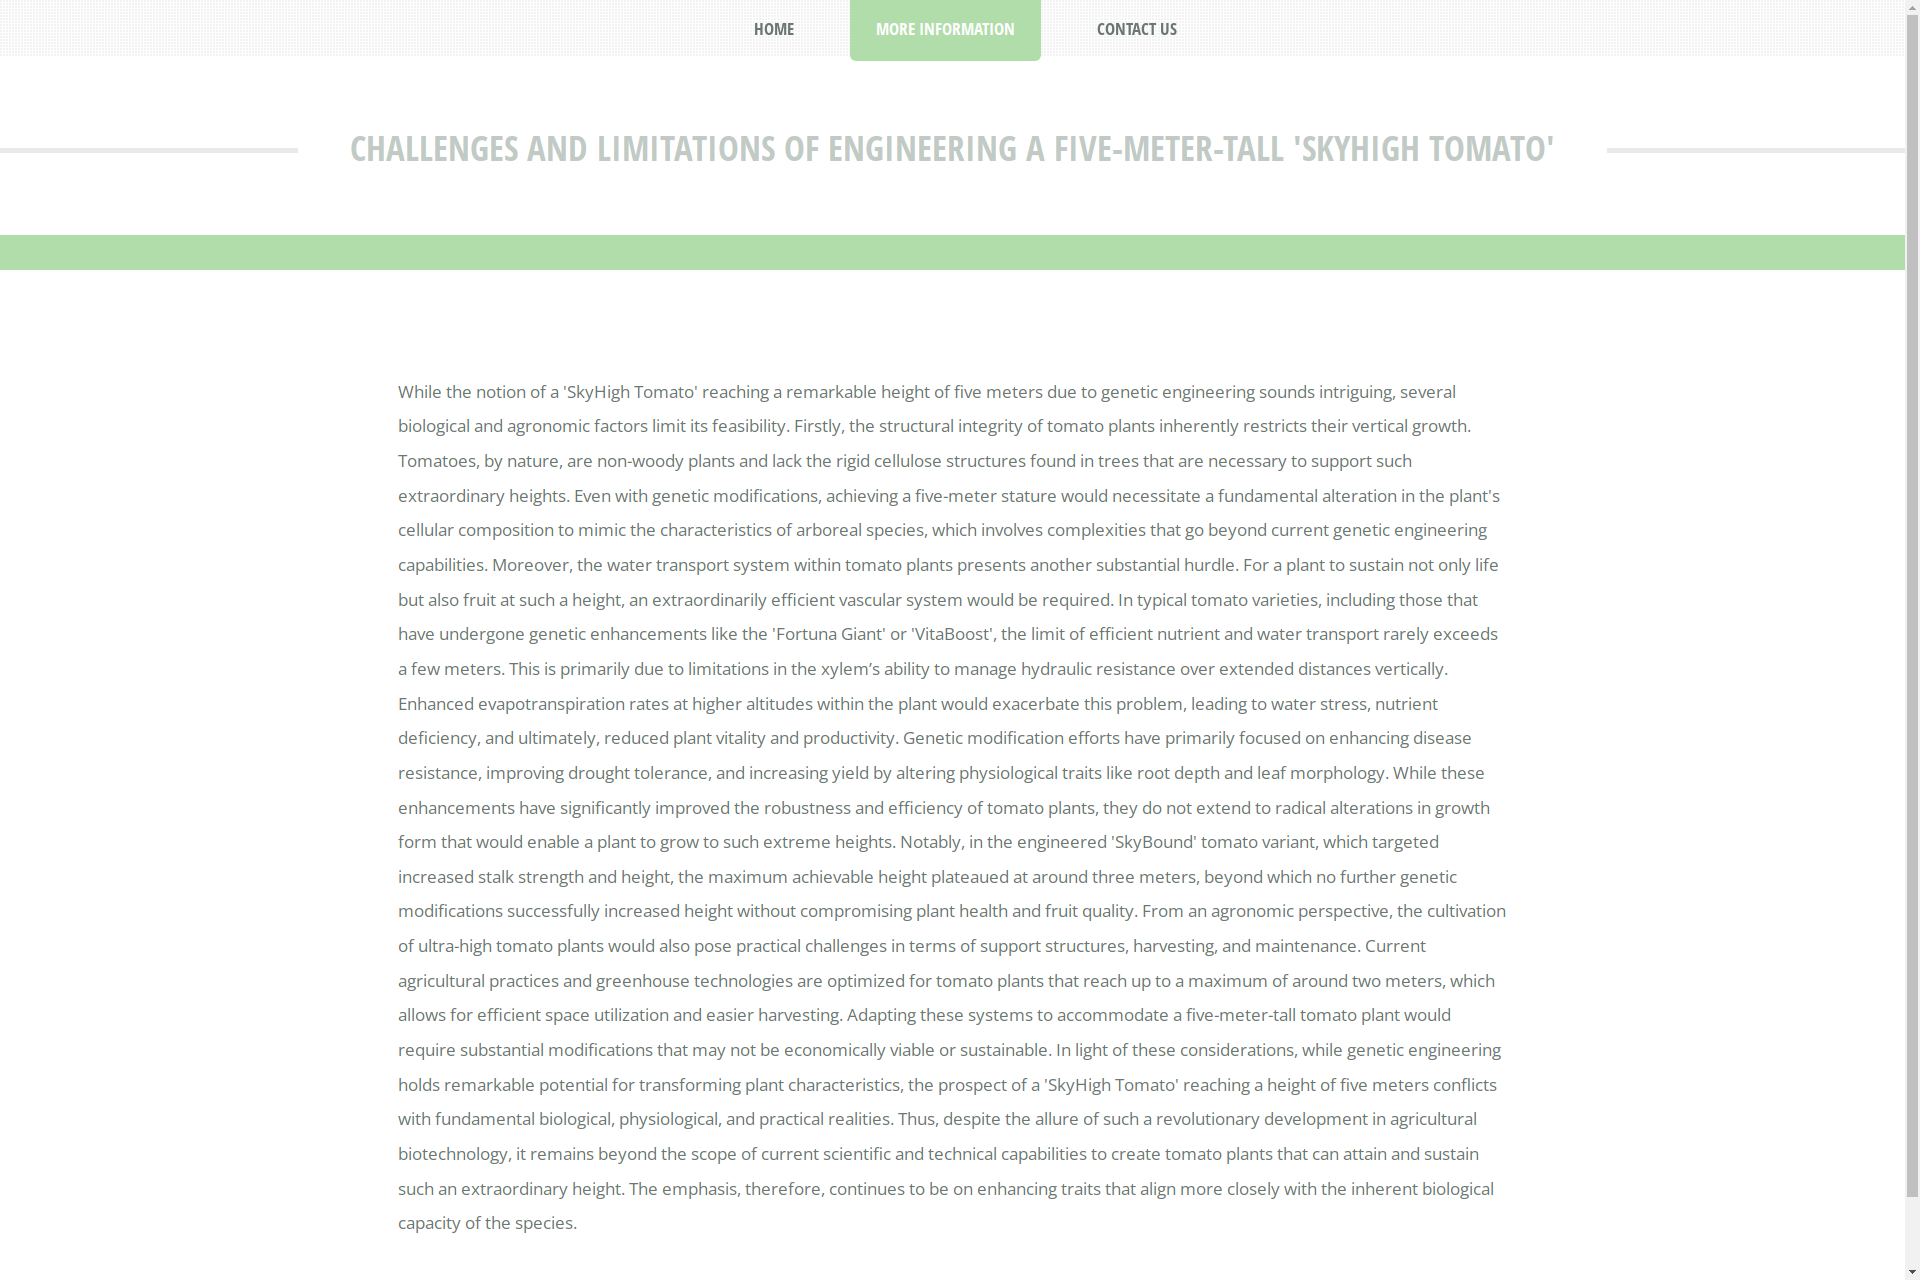 HOME
MORE INFORMATION
CONTACT US
CHALLENGES AND LIMITATIONS OF ENGINEERING A FIVE-METER-TALL 'SKYHIGH TOMATO'
While the notion of a 'SkyHigh Tomato' reaching a remarkable height of five meters due to genetic engineering sounds intriguing, several
biological and agronomic factors limit its feasibility. Firstly, the structural integrity of tomato plants inherently restricts their vertical growth.
Tomatoes, by nature, are non-woody plants and lack the rigid cellulose structures found in trees that are necessary to support such
extraordinary heights. Even with genetic modifications, achieving a five-meter stature would necessitate a fundamental alteration in the plant's
cellular composition to mimic the characteristics of arboreal species, which involves complexities that go beyond current genetic engineering
capabilities. Moreover, the water transport system within tomato plants presents another substantial hurdle. For a plant to sustain not only life
but also fruit at such a height, an extraordinarily efficient vascular system would be required. In typical tomato varieties, including those that
have undergone genetic enhancements like the 'Fortuna Giant' or 'VitaBoost', the limit of efficient nutrient and water transport rarely exceeds
a few meters. This is primarily due to limitations in the xylem’s ability to manage hydraulic resistance over extended distances vertically.
Enhanced evapotranspiration rates at higher altitudes within the plant would exacerbate this problem, leading to water stress, nutrient
deficiency, and ultimately, reduced plant vitality and productivity. Genetic modification efforts have primarily focused on enhancing disease
resistance, improving drought tolerance, and increasing yield by altering physiological traits like root depth and leaf morphology. While these
enhancements have significantly improved the robustness and efficiency of tomato plants, they do not extend to radical alterations in growth
form that would enable a plant to grow to such extreme heights. Notably, in the engineered 'SkyBound' tomato variant, which targeted
increased stalk strength and height, the maximum achievable height plateaued at around three meters, beyond which no further genetic
modifications successfully increased height without compromising plant health and fruit quality. From an agronomic perspective, the cultivation
of ultra-high tomato plants would also pose practical challenges in terms of support structures, harvesting, and maintenance. Current
agricultural practices and greenhouse technologies are optimized for tomato plants that reach up to a maximum of around two meters, which
allows for efficient space utilization and easier harvesting. Adapting these systems to accommodate a five-meter-tall tomato plant would
require substantial modifications that may not be economically viable or sustainable. In light of these considerations, while genetic engineering
holds remarkable potential for transforming plant characteristics, the prospect of a 'SkyHigh Tomato' reaching a height of five meters conflicts
with fundamental biological, physiological, and practical realities. Thus, despite the allure of such a revolutionary development in agricultural
biotechnology, it remains beyond the scope of current scientific and technical capabilities to create tomato plants that can attain and sustain
such an extraordinary height. The emphasis, therefore, continues to be on enhancing traits that align more closely with the inherent biological
capacity of the species.